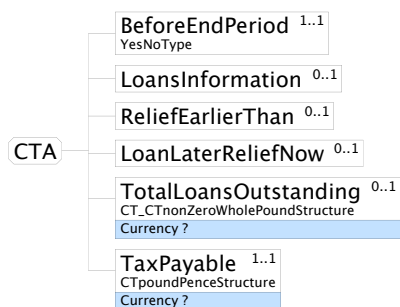 BeforeEndPeriod 1..1
YesNoType
LoansInformation 0..1
ReliefEarlierThan 0..1
CTA
LoanLaterReliefNow 0..1
TotalLoansOutstanding 0..1
CT_CTnonZeroWholePoundStructure
Currency ?
TaxPayable 1..1
CTpoundPenceStructure
Currency ?